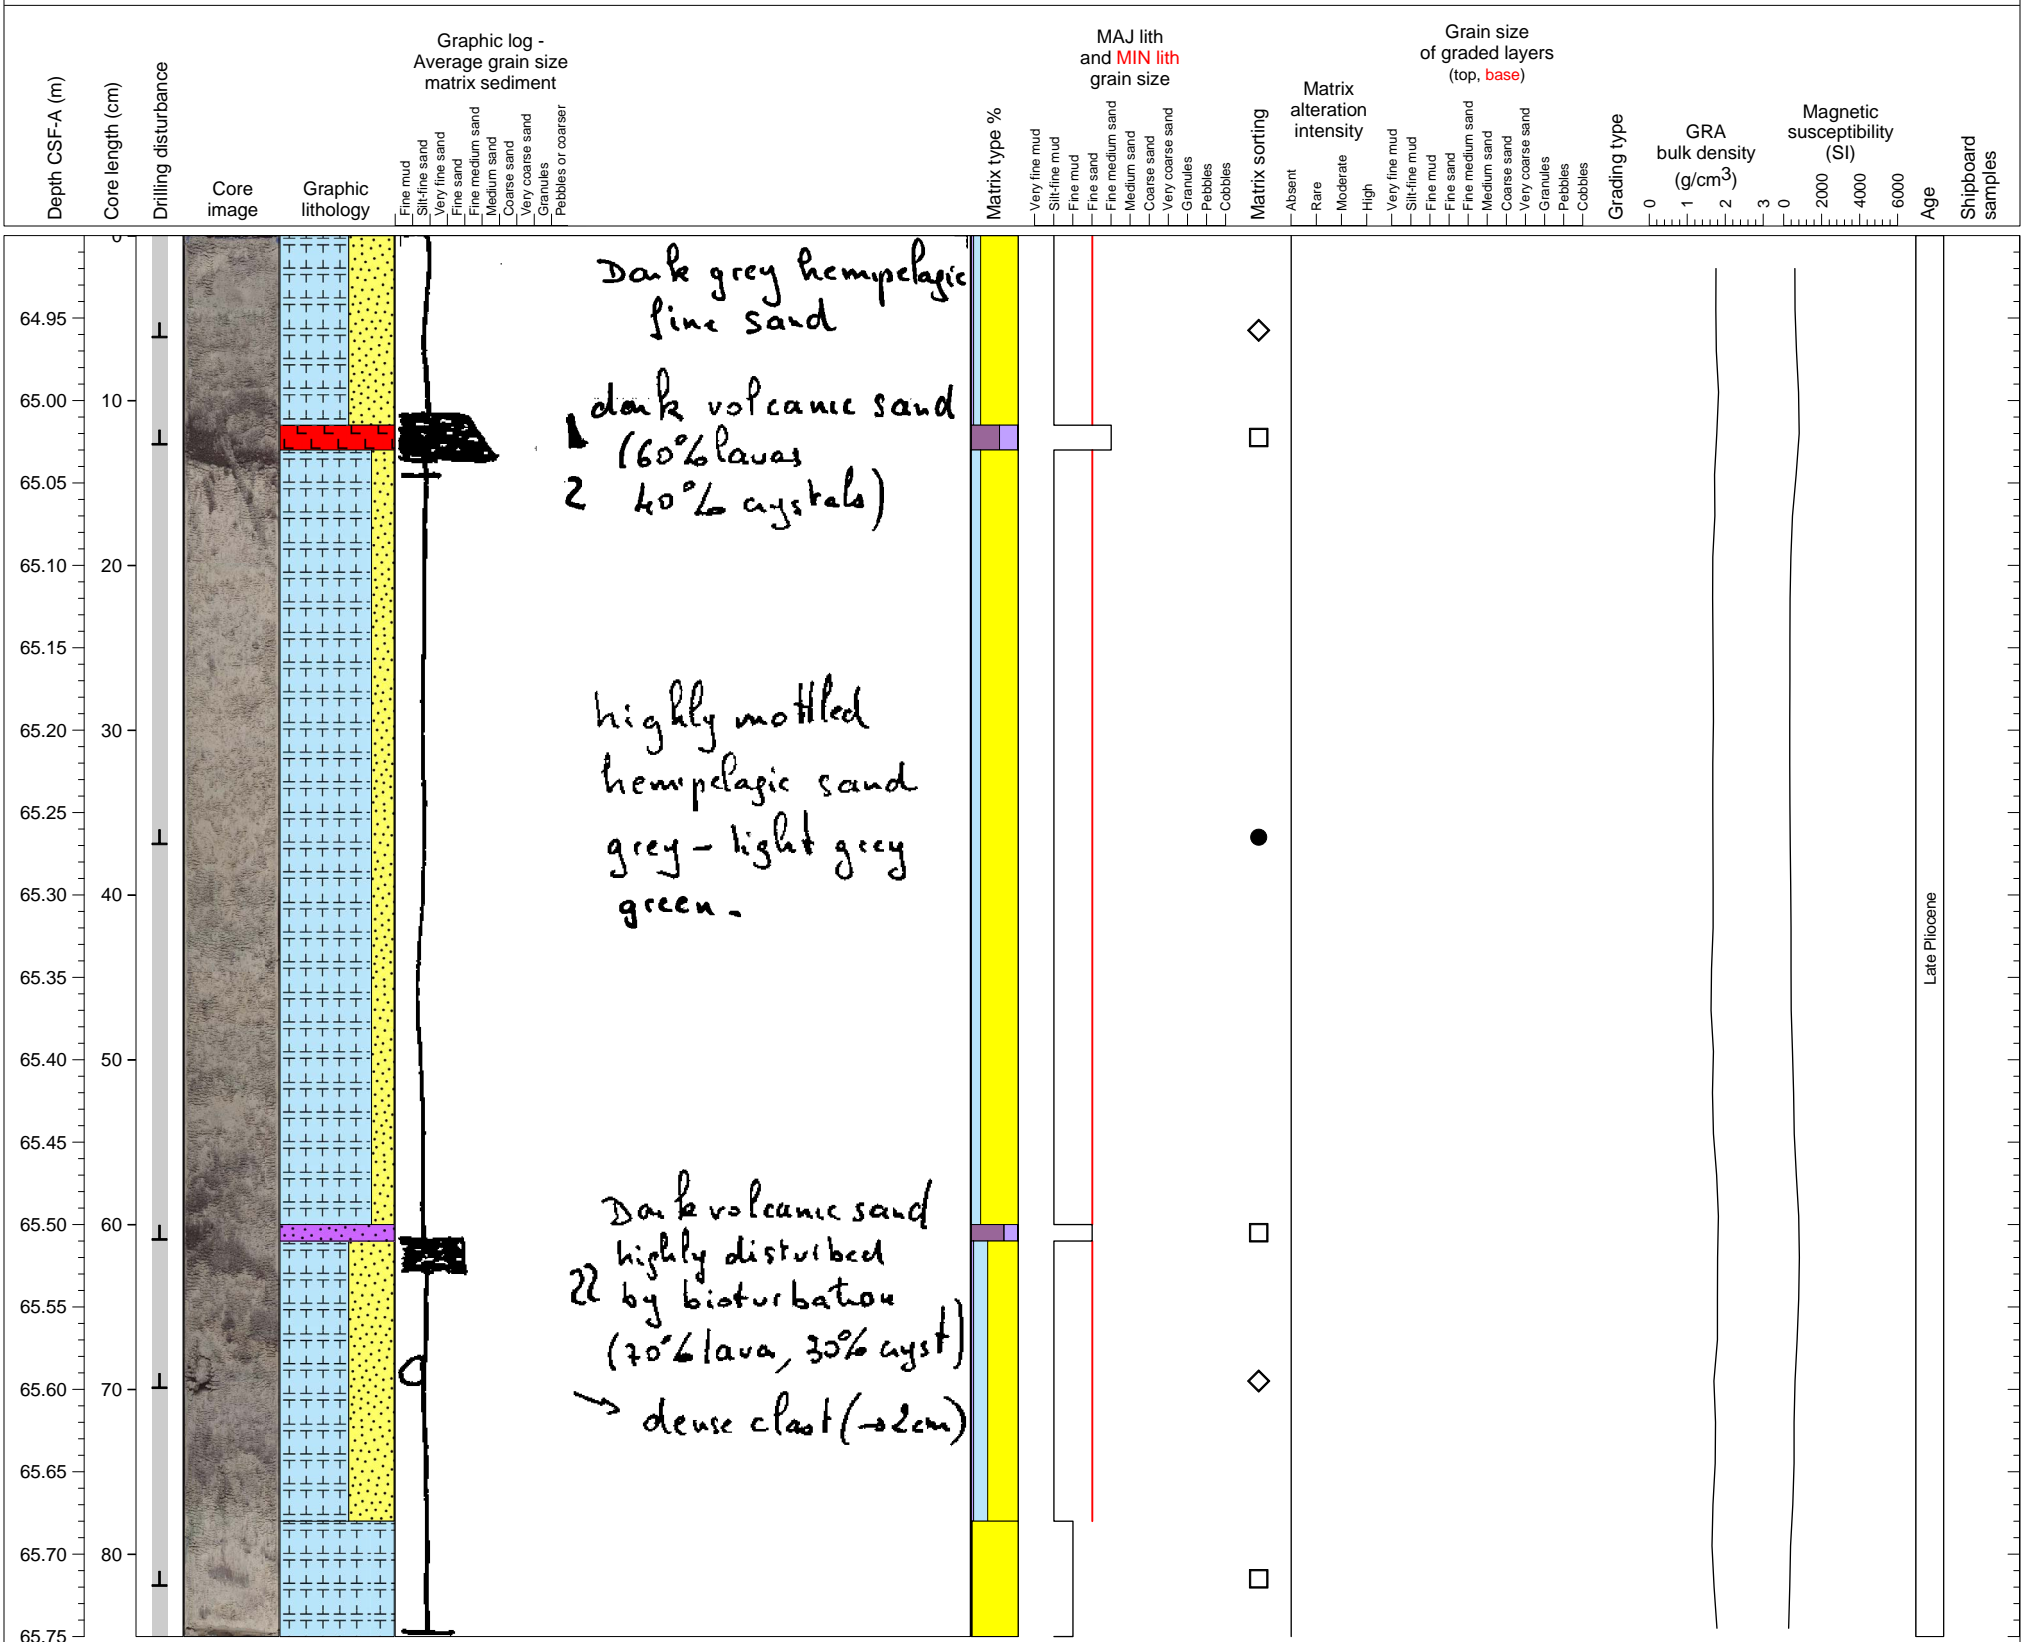 Depth CSF-A (m)
Core length (cm)
Drilling disturbance
Core
image
Graphic
lithology
Graphic log -
Average grain size
matrix sediment
Fine mud
Silt-fine sand
Very fine sand
Fine sand
Fine medium sand
Medium sand
Coarse sand
Very coarse sand
Granules
Pebbles or coarser
Matrix type %
MAJ lith
and MIN lith
grain size
Very fine mud
Silt-fine mud
Fine mud
Fine sand
Fine medium sand
Medium sand
Coarse sand
Very coarse sand
Granules
Pebbles
Cobbles
Matrix sorting
Matrix
alteration
intensity
Absent
Rare
Moderate
High
Grain size
of graded layers
(top, base)
Very fine mud
Silt-fine mud
Fine mud
Fine sand
Fine medium sand
Medium sand
Coarse sand
Very coarse sand
Granules
Pebbles
Cobbles
Grading type
GRA
bulk density
(g/cm3)
0 1 2 3
Magnetic
susceptibility
(SI)
0 2000 4000 6000
Age
Shipboard
samples
0
64.95
65.00 10
65.05
65.10 20
65.15
65.20 30
65.25
65.30 40
65.35
65.40 50
65.45
65.50 60
65.55
65.60 70
65.65
65.70 80
65.75
Dark grey hemipelagic
fine sand
dark volcanic sand
(60% lavas
40% crystals)
highly mottled
hemipelagic sand
grey - light grey
green -
Dark volcanic sand
highly disturbed
by bioturbation
(70% lava, 30% cryst)
→ dense clast (→2cm)
Late Pliocene